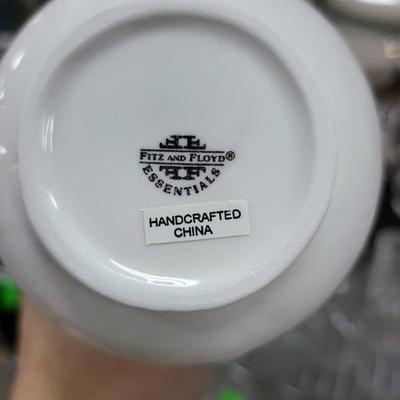 FITZ AND FLOYD®
ESSENTIALS
HANDCRAFTED
CHINA